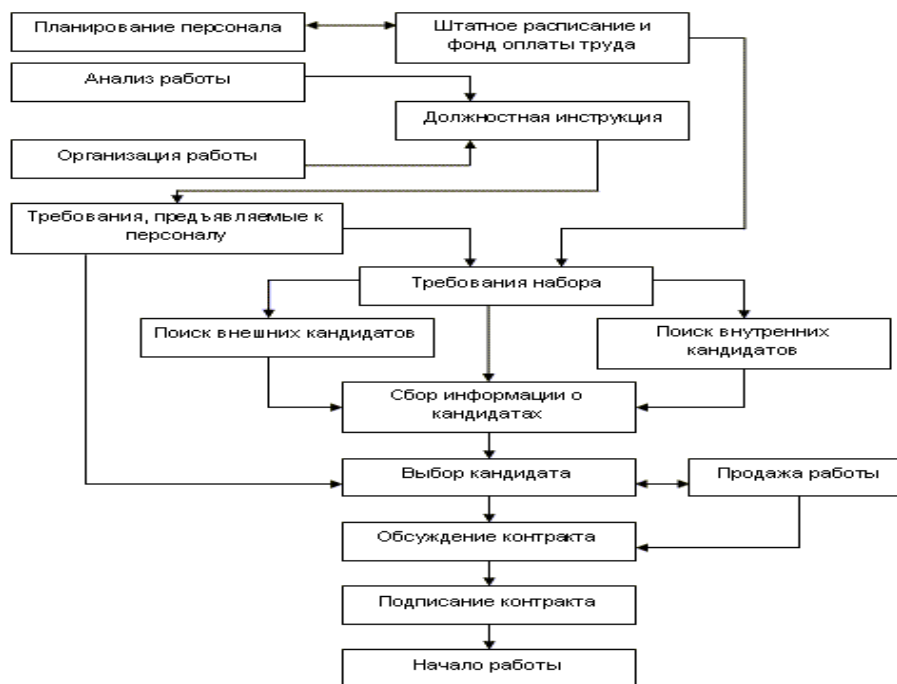 Планирование персонала
Штатное расписание и
фонд оплаты труда
Анализ работы
Должностная инструкция
Организация работы
Требования, предъявляемые к
персоналу
Требования набора
Поиск внешних кандидатов
Поиск внутренних
кандидатов
Сбор информации о
кандидатах
Выбор кандидата
Продажа работы
Обсуждение контракта
Подписание контракта
Начало работы